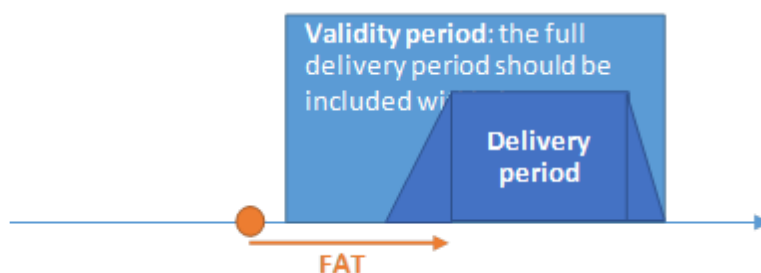 Validity period: the full
delivery period should be
included
Delivery
period
FAT